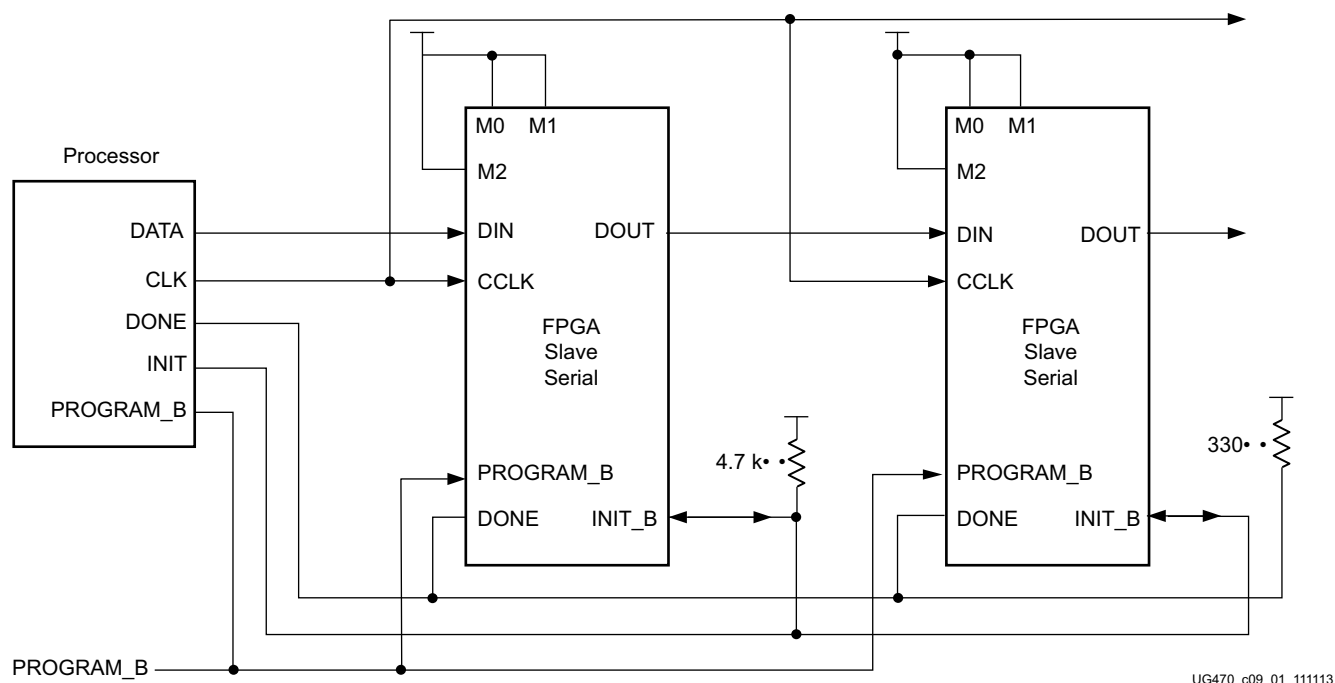 Processor
DATA
CLK
DONE
INIT
PROGRAM_B
M0 M1
M2
DIN DOUT
CCLK
FPGA
Slave
Serial
PROGRAM_B
DONE INIT_B
4.7 k• •
M0 M1
M2
DIN DOUT
CCLK
FPGA
Slave
Serial
PROGRAM_B
DONE INIT_B
330• •
PROGRAM_B
UG470_c09_01_111113